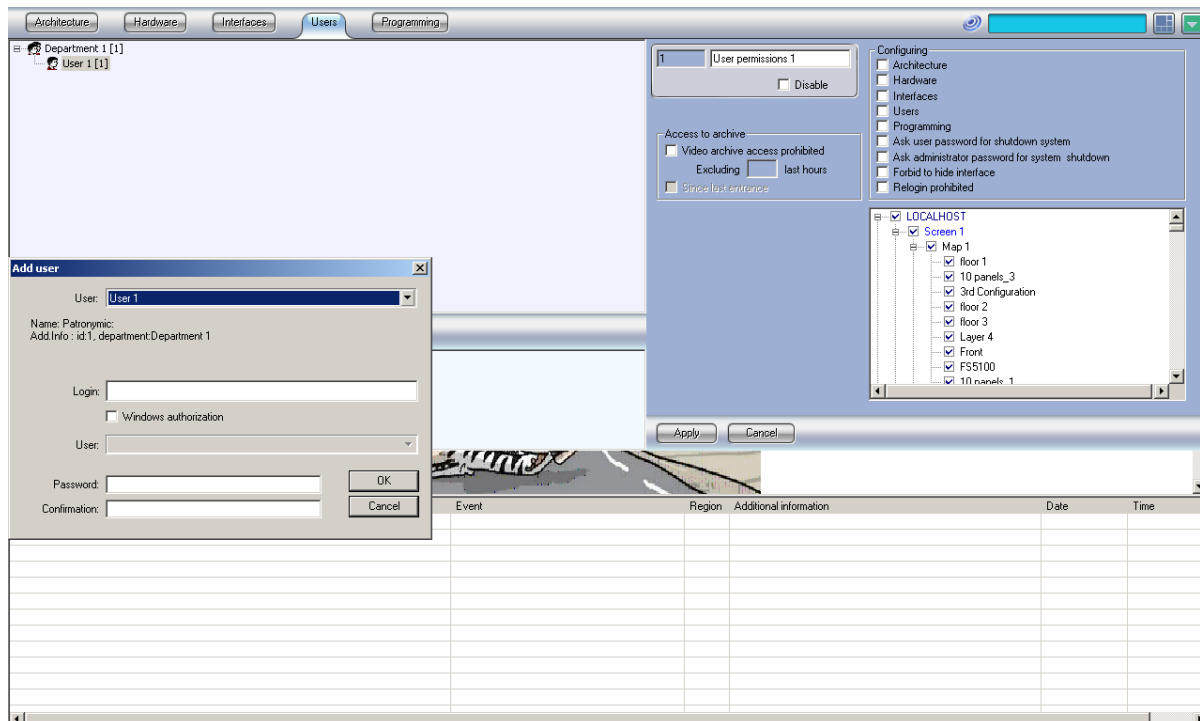 Architecture Hardware Interfaces Users Programming
Department 1 [1]
User 1 [1]
1 User permissions 1
Disable
Access to archive
Video archive access prohibited
Excluding last hours
Since last entrance
Configuring
Architecture
Hardware
Interfaces
Users
Programming
Ask user password for shutdown system
Ask administrator password for system shutdown
Forbid to hide interface
Relogin prohibited
LOCALHOST
Screen 1
Map 1
floor 1
10 panels_3
3rd Configuration
floor 2
floor 3
Layer 4
Front
FS5100
10 panels_1
Apply Cancel
Add user
User: User 1
Name: Patronymic:
Add.Info : id:1, department:Department 1
Login:
Windows authorization
User:
Password: OK
Confirmation: Cancel
Event Region Additional information Date Time